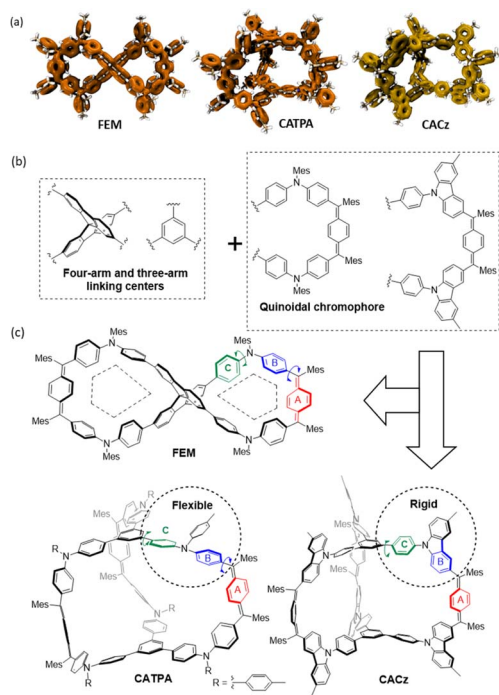 (a)
FEM
CATPA
CACz
(b)
Mes
N
Mes
N
Mes
Mes
N
Mes
N
Mes
N
Mes
Four-arm and three-arm
linking centers
+
Quinoidal chromophore
(c)
Mes
N
Mes
Mes
N
C
B
Mes
A
Mes
N
Mes
N
Mes
Mes
FEM
Flexible
Rigid
N
R
Mes
R
N
C
N
B
Mes
A
Mes
Mes
N
R
Mes
N
R
N
R
CATPA
R =
N
Mes
N
C
N
B
Mes
A
Mes
Mes
Mes
N
N
CACz